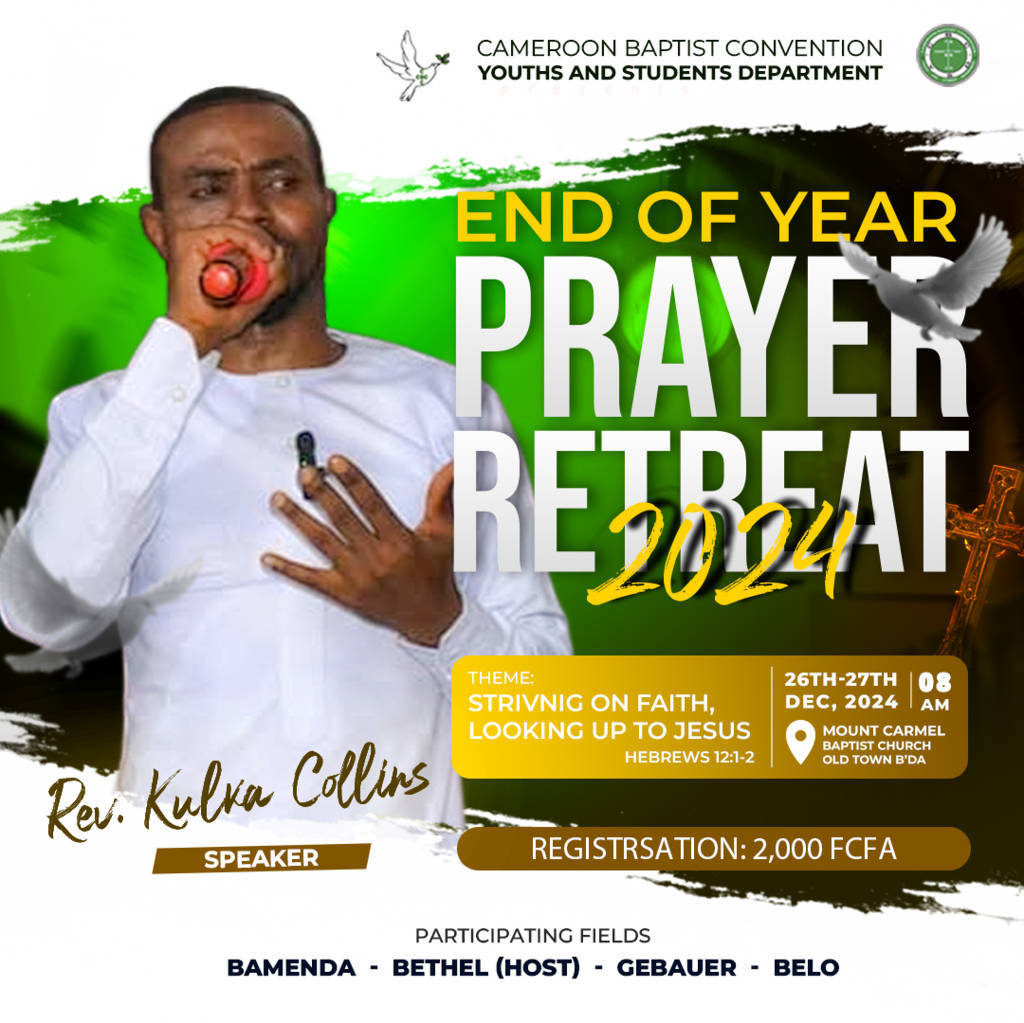 CAMEROON BAPTIST CONVENTION
YOUTHS AND STUDENTS DEPARTMENT
presents
END OF YEAR
PRAYER
RETREAT
2024
THEME:
STRIVNIG ON FAITH,
LOOKING UP TO JESUS
HEBREWS 12:1-2
26TH-27TH
DEC, 2024
08
AM
MOUNT CARMEL
BAPTIST CHURCH
OLD TOWN B'DA
Rev. Kulka Collins
SPEAKER
REGISTRSATION: 2,000 FCFA
PARTICIPATING FIELDS
BAMENDA - BETHEL (HOST) - GEBAUER - BELO